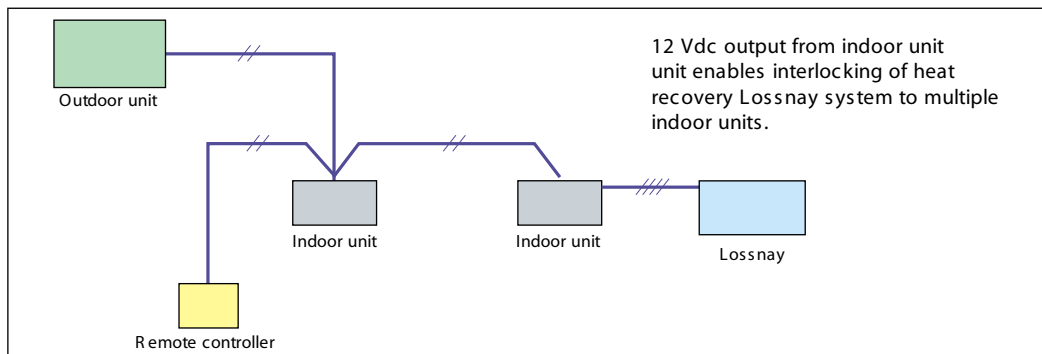 12 Vdc output from indoor unit
unit enables interlocking of heat
recovery Lossnay system to multiple
indoor units.
Outdoor unit
Indoor unit
Indoor unit
Lossnay
Remote controller